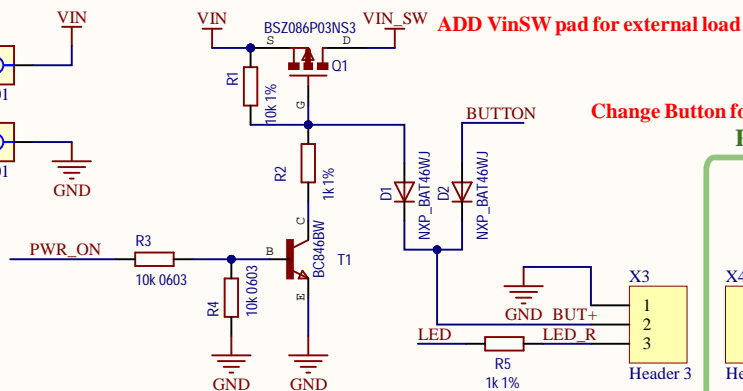 VIN
VIN
BSZ086P03NS3
VIN_SW
ADD VinSW pad for external load
S
D
Q1
R1
10k 1%
G
BUTTON
Change Button fo
R2
1k1%
D1
NXP_BAT46WJ
D2
NXP_BAT46WJ
GND
C
PWR_ON
R3
B
BC846BW
T1
10k 0603
R4
10k 0603
E
X3
X4
1
GND
BUT+
2
LED
LED_R
3
R5
1k 1%
Header 3
He
GND
GND